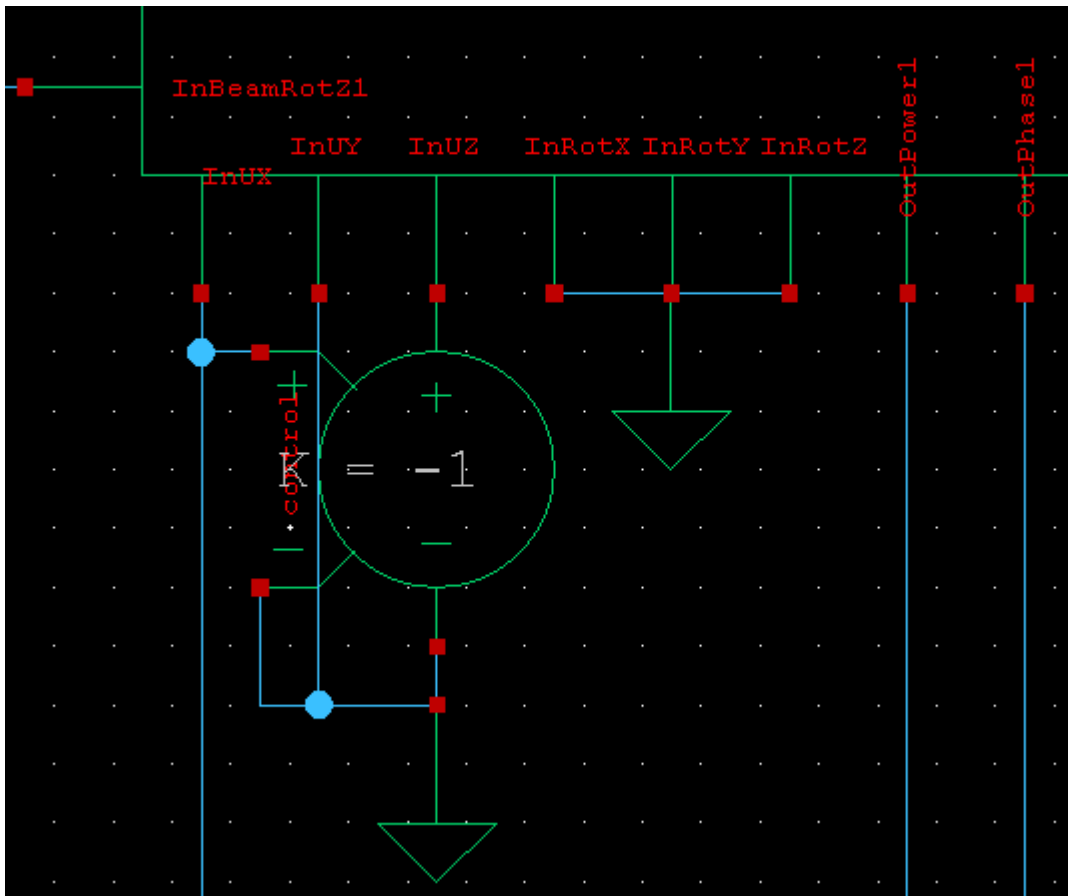 InBeamRotZ1
OutPower1
OutPhase1
InUY
InUZ
InRotX
InRotY
InRotZ
InUX
+
+
control
K = -1
−
−